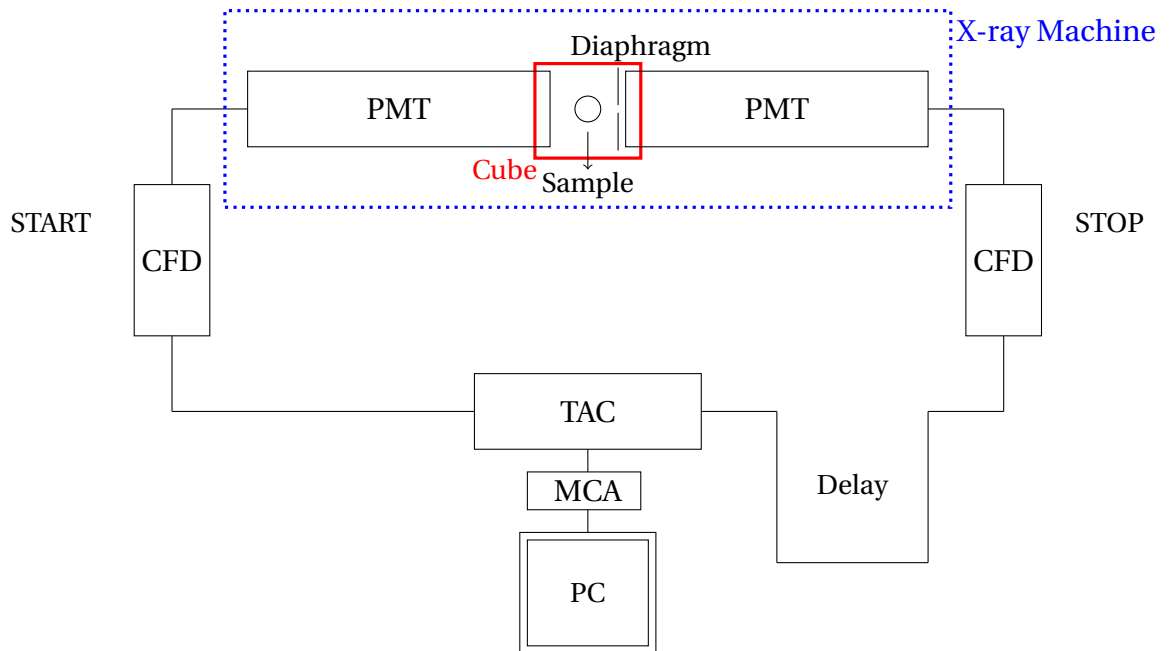 X-ray Machine
Diaphragm
PMT
PMT
Cube
Sample
START
STOP
CFD
CFD
TAC
Delay
MCA
PC